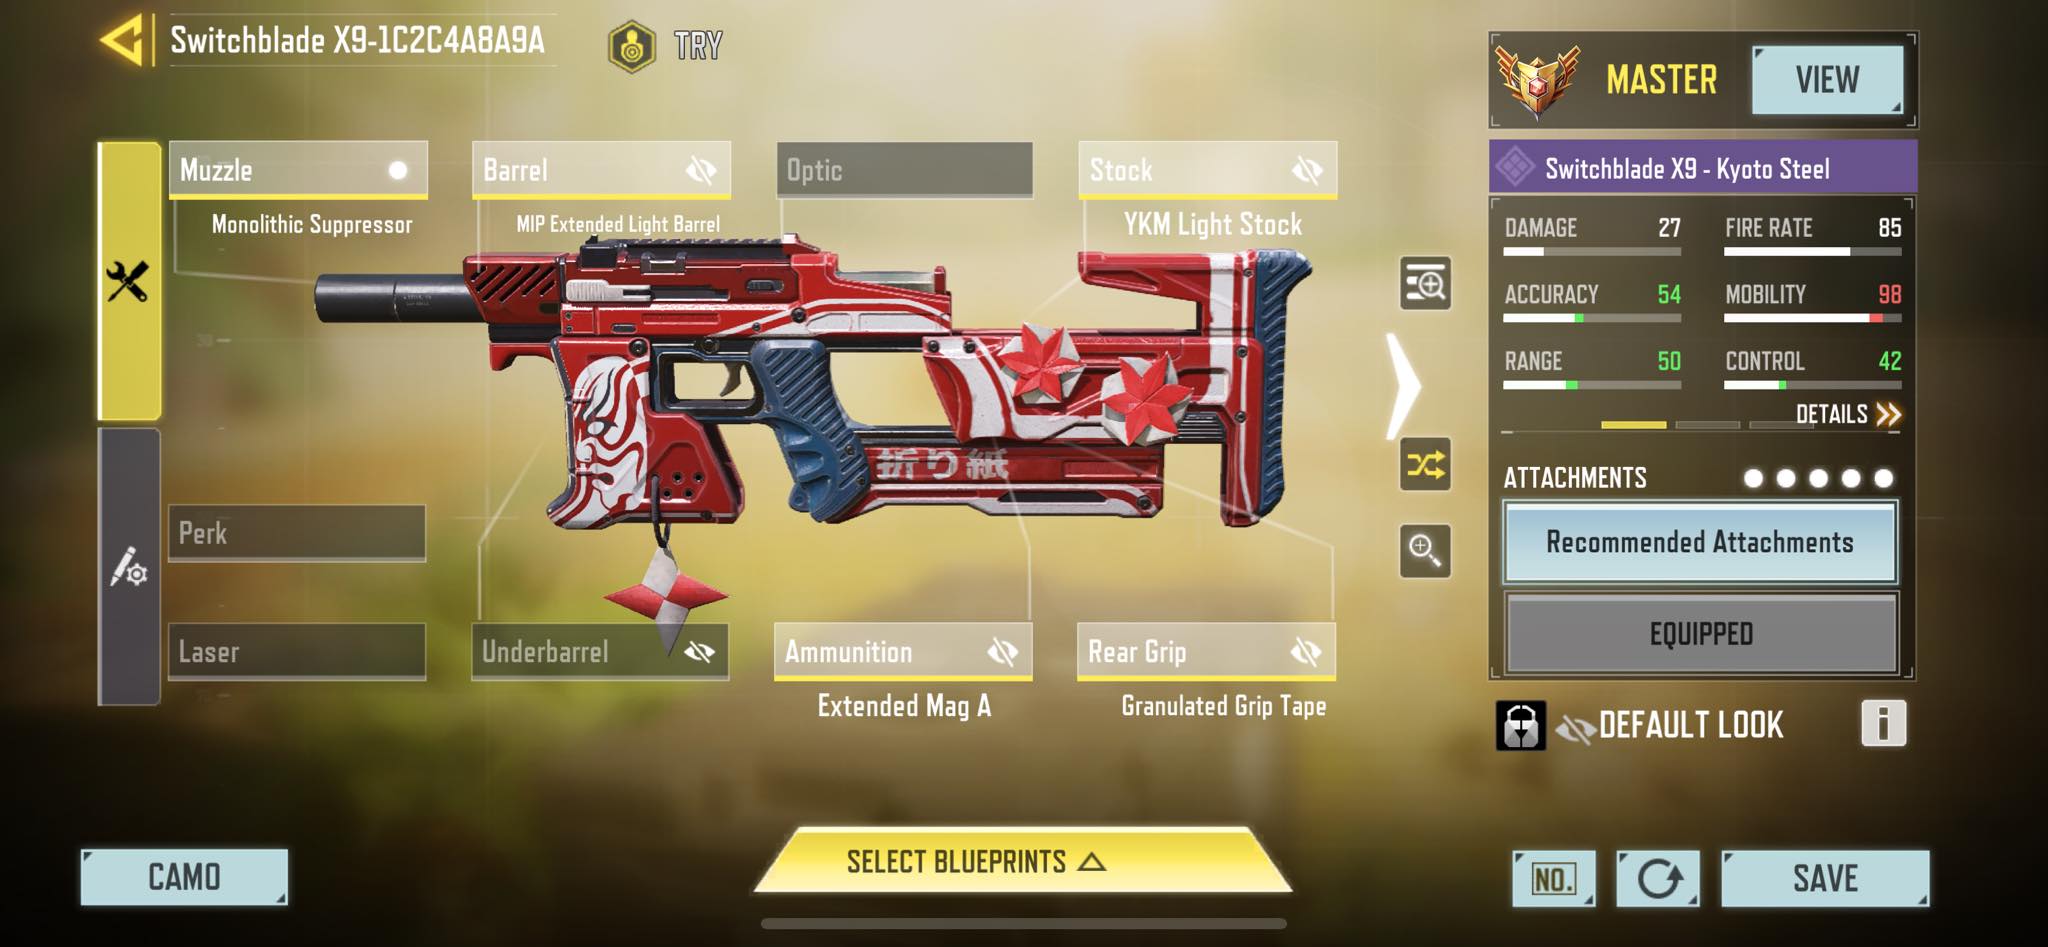 Switchblade X9-1C2C4A8A9A
TRY
MASTER
VIEW
Muzzle
Monolithic Suppressor
Barrel
MIP Extended Light Barrel
Optic
Stock
YKM Light Stock
Switchblade X9 - Kyoto Steel
DAMAGE 27
FIRE RATE 85
ACCURACY 54
MOBILITY 98
RANGE 50
CONTROL 42
DETAILS
ATTACHMENTS
Recommended Attachments
EQUIPPED
折り紙
Perk
Laser
Underbarrel
Ammunition
Extended Mag A
Rear Grip
Granulated Grip Tape
DEFAULT LOOK
i
CAMO
SELECT BLUEPRINTS
NO.
SAVE